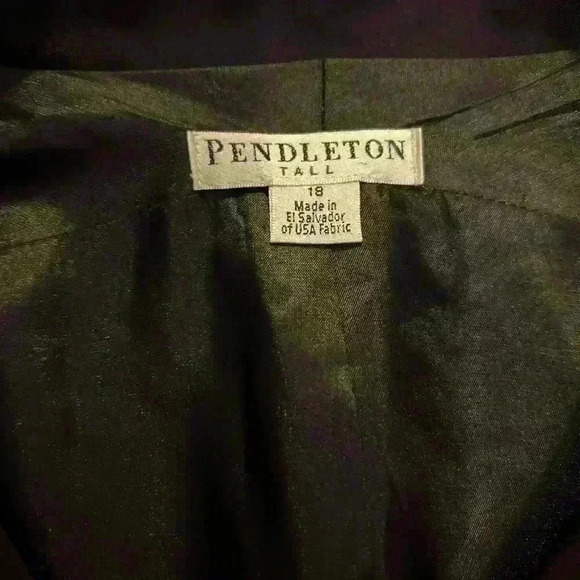 PENDLETON
TALL
18
Made in
El Salvador
of USA Fabric